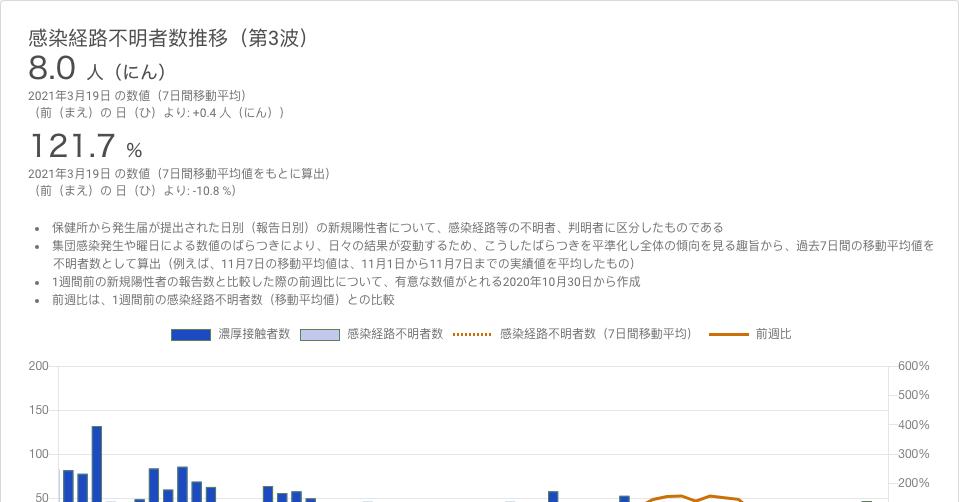 感染経路不明者数推移（第3波）
8.0 人（にん）
2021年3月19日 の数値（7日間移動平均）
（前（まえ）の 日（ひ）より: +0.4 人（にん））
121.7 %
2021年3月19日 の数値（7日間移動平均値をもとに算出）
（前（まえ）の 日（ひ）より: -10.8 %）
• 保健所から発生届が提出された日別（報告日別）の新規陽性者について、感染経路等の不明者、判明者に区分したものである
• 集団感染発生や曜日による数値のばらつきにより、日々の結果が変動するため、こうしたばらつきを平準化し全体の傾向を見る趣旨から、過去7日間の移動平均値を
不明者数として算出（例えば、11月7日の移動平均値は、11月1日から11月7日までの実績値を平均したもの）
• 1週間前の新規陽性者の報告数と比較した際の前週比について、有意な数値がとれる2020年10月30日から作成
• 前週比は、1週間前の感染経路不明者数（移動平均値）との比較
濃厚接触者数 感染経路不明者数 感染経路不明者数（7日間移動平均） 前週比
200 600%
500%
150
400%
100 300%
200%
50